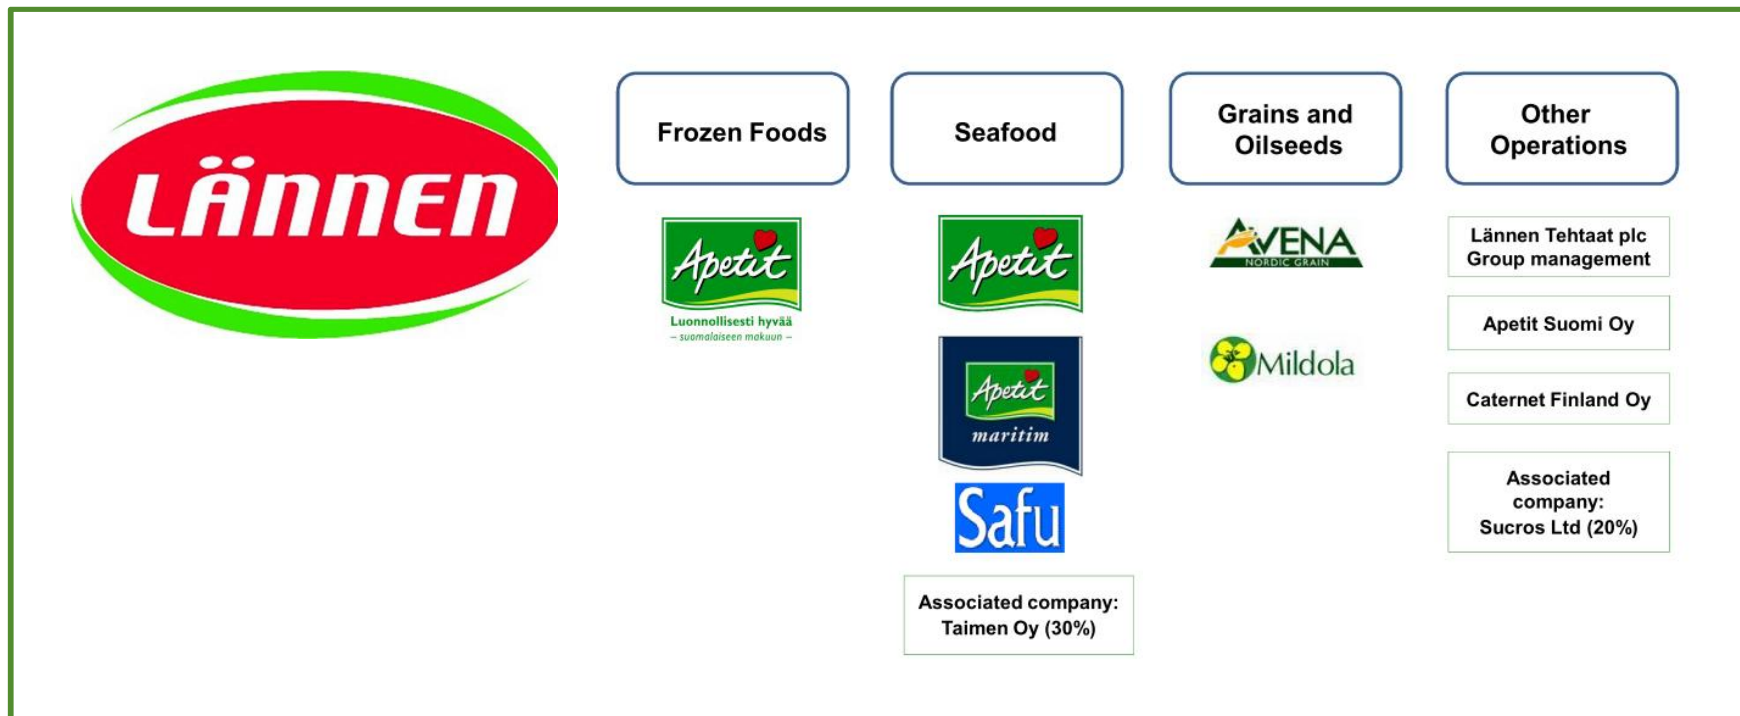 LÄNNEN
Frozen Foods
Apetit
Luonnollisesti hyvää
– suomalaiseen makuun –
Seafood
Apetit
Apetit
maritim
Safu
Associated company:
Taimen Oy (30%)
Grains and
Oilseeds
AVENA
NORDIC GRAIN
Mildola
Other
Operations
Lännen Tehtaat plc
Group management
Apetit Suomi Oy
Caternet Finland Oy
Associated
company:
Sucros Ltd (20%)